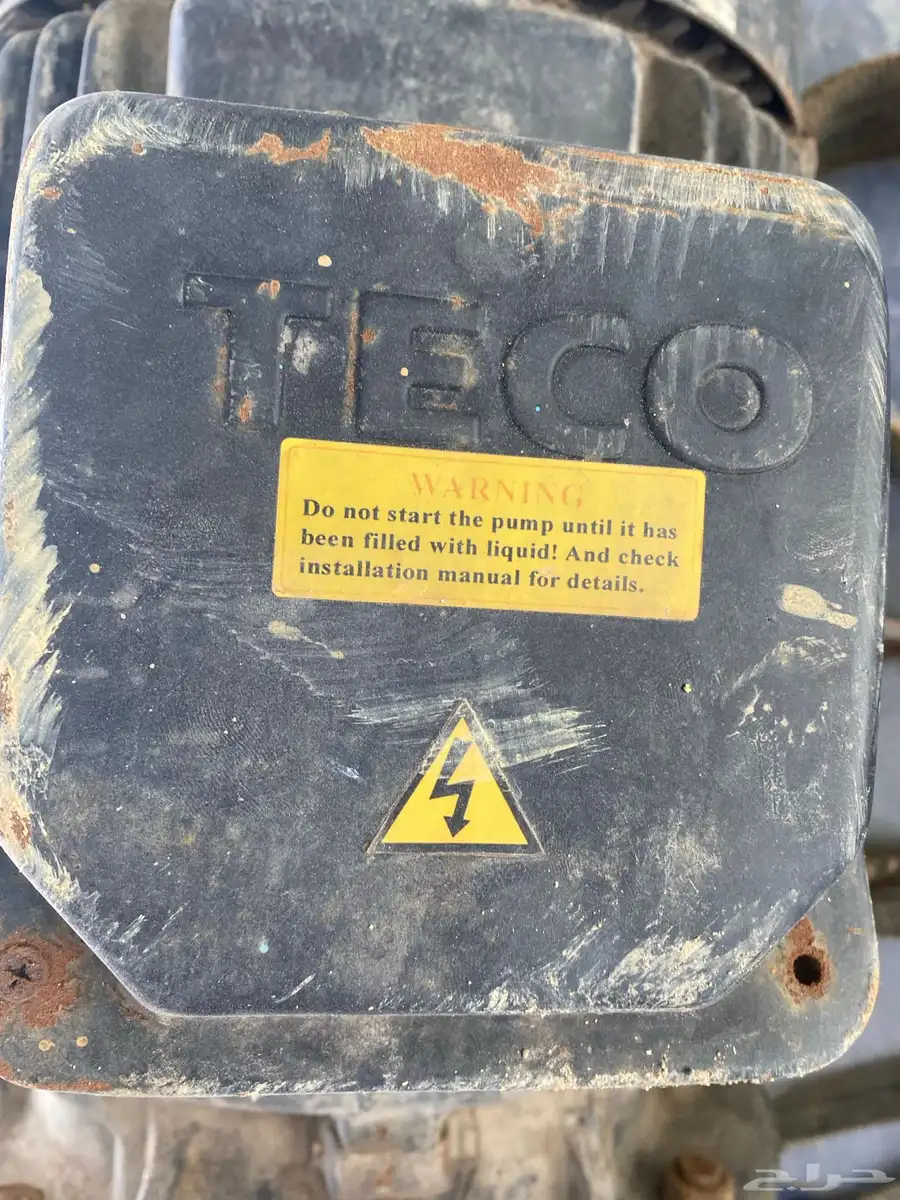 TECO
WARNING
Do not start the pump until it has
been filled with liquid! And check
installation manual for details.
حراج